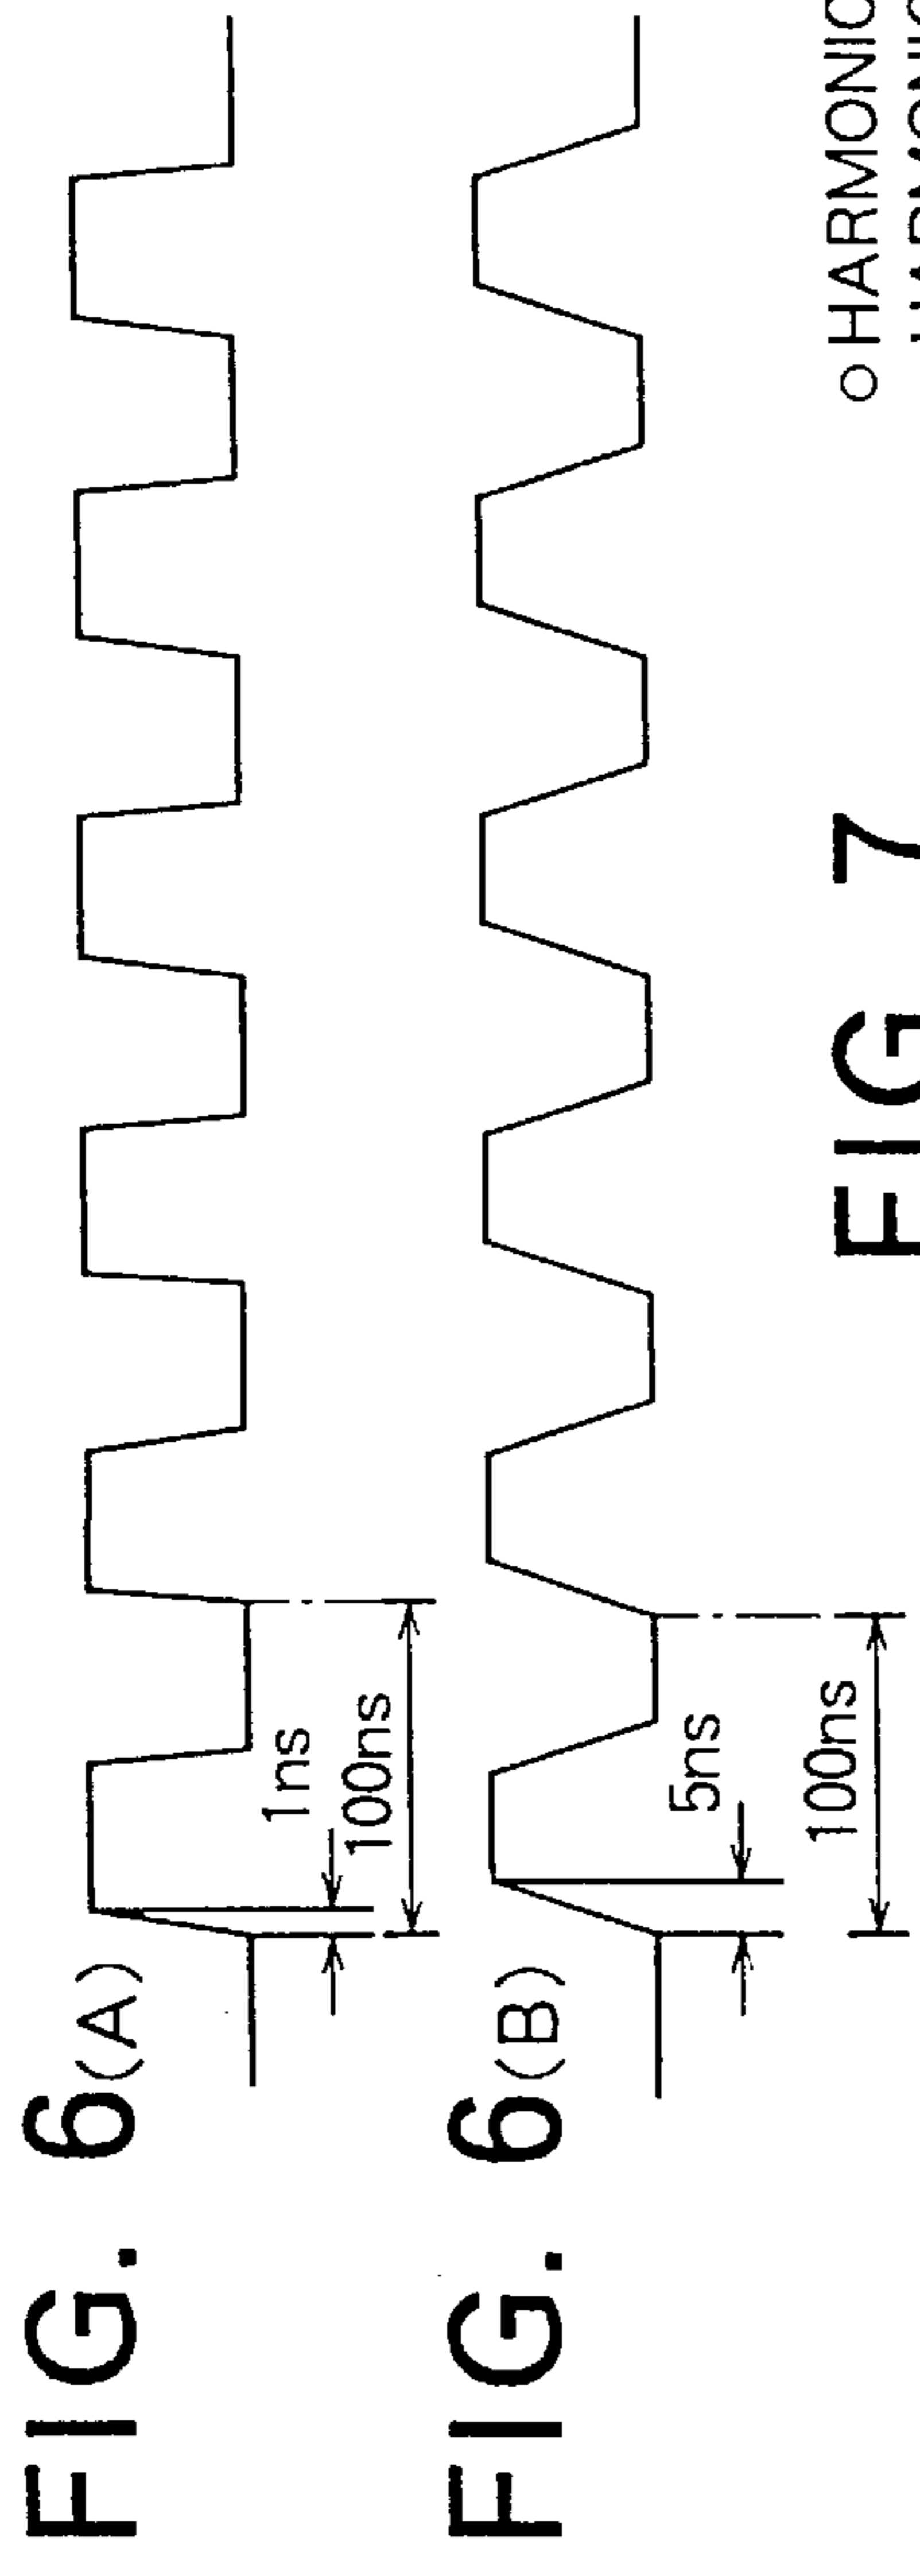 FIG. 6(A)
1ns
100ns
FIG. 6(B)
5ns
100ns
FIG 7
○ HARMONIC